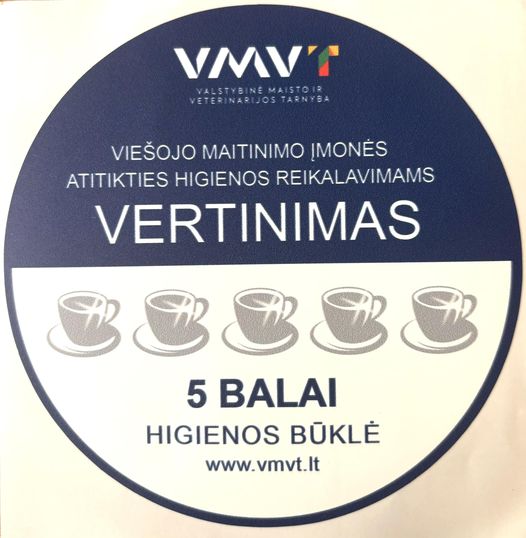 VMVT
VALSTYBINĖ MAISTO IR
VETERINARIJOS TARNYBA
VIEŠOJO MAITINIMO ĮMONĖS
ATITIKTIES HIGIENOS REIKALAVIMAMS
VERTINIMAS
5 BALAI
HIGIENOS BŪKLĖ
www.vmvt.lt